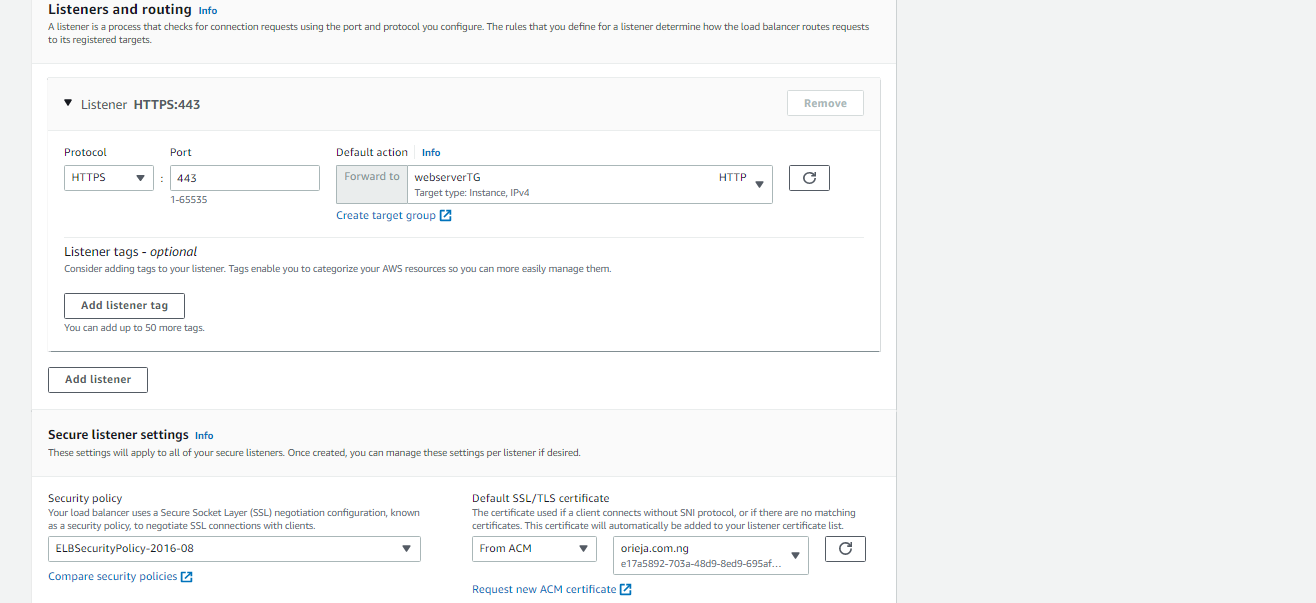 Listeners and routing Info
A listener is a process that checks for connection requests using the port and protocol you configure. The rules that you define for a listener determine how the load balancer routes requests
to its registered targets.
Listener HTTPS:443
Remove
Protocol
Port
Default action Info
HTTPS
:
443
Forward to
webserverTG
HTTP
Target type: Instance, IPv4
1-65535
Create target group
Listener tags - optional
Consider adding tags to your listener. Tags enable you to categorize your AWS resources so you can more easily manage them.
Add listener tag
You can add up to 50 more tags.
Add listener
Secure listener settings Info
These settings will apply to all of your secure listeners. Once created, you can manage these settings per listener if desired.
Security policy
Your load balancer uses a Secure Socket Layer (SSL) negotiation configuration, known
as a security policy, to negotiate SSL connections with clients.
ELBSecurityPolicy-2016-08
Compare security policies
Default SSL/TLS certificate
The certificate used if a client connects without SNI protocol, or if there are no matching
certificates. This certificate will automatically be added to your listener certificate list.
From ACM
orieja.com.ng
e17a5892-703a-48d9-8ed9-695af...
Request new ACM certificate